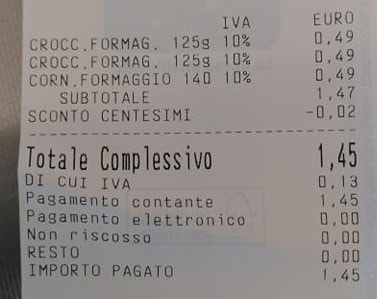 IVA EURO
CROCC.FORMAG. 125g 10% 0,49
CROCC.FORMAG. 125g 10% 0,49
CORN.FORMAGGIO 140 10% 0,49
SUBTOTALE 1,47
SCONTO CENTESIMI -0,02
Totale Complessivo 1,45
DI CUI IVA 0,13
Pagamento contante 1,45
Pagamento elettronico 0,00
Non riscosso 0,00
RESTO 0,00
IMPORTO PAGATO 1,45